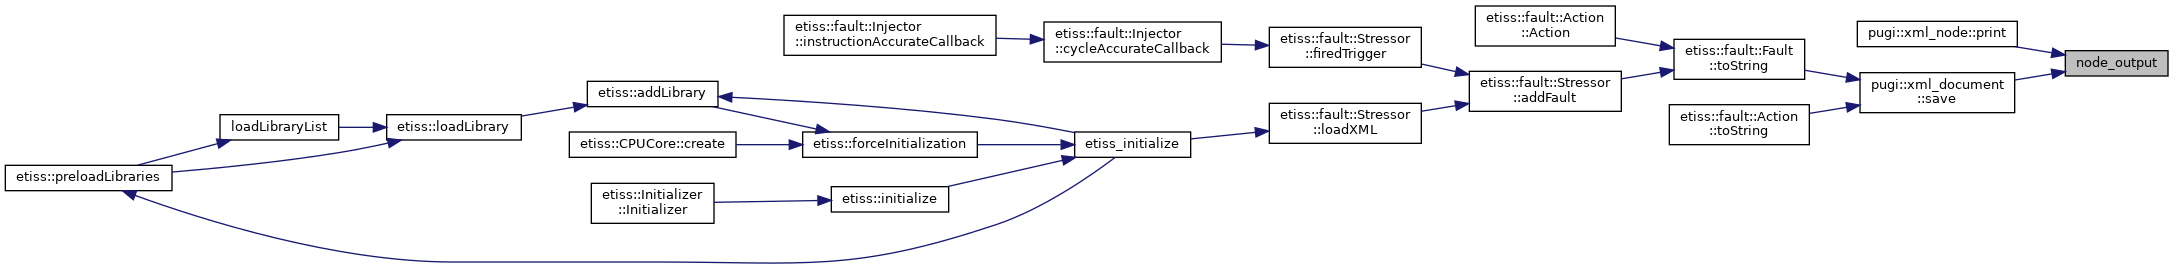 etiss::preloadLibraries
loadLibraryList
etiss::loadLibrary
etiss::addLibrary
etiss::CPUCore::create
etiss::Initializer
::Initializer
etiss::fault::Injector
::instructionAccurateCallback
etiss::forceInitialization
etiss::initialize
etiss::fault::Injector
::cycleAccurateCallback
etiss_initialize
etiss::fault::Stressor
::firedTrigger
etiss::fault::Stressor
::loadXML
etiss::fault::Action
::Action
etiss::fault::Stressor
::addFault
etiss::fault::Fault
::toString
etiss::fault::Action
::toString
pugi::xml_node::print
pugi::xml_document
::save
node_output